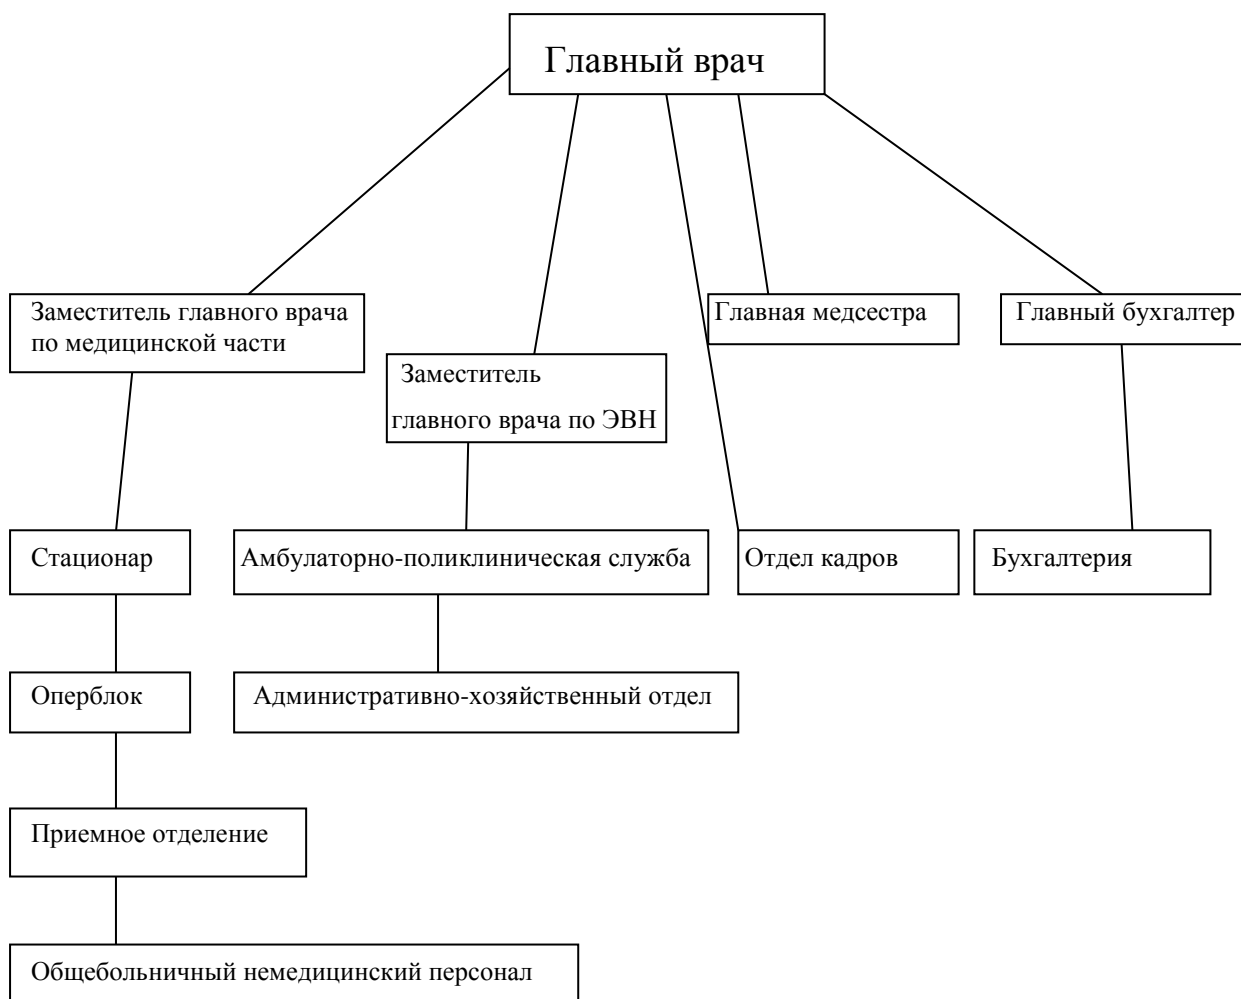 Главный врач
Заместитель главного врача
по медицинской части
Заместитель
главного врача по ЭВН
Главная медсестра
Главный бухгалтер
Стационар
Амбулаторно-поликлиническая служба
Отдел кадров
Бухгалтерия
Оперблок
Административно-хозяйственный отдел
Приемное отделение
Общебольничный немедицинский персонал